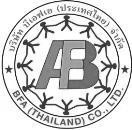 บริษัท บีเอฟเอ (ประเทศไทย) จำกัด
AFB
BFA (THAILAND) CO., LTD.